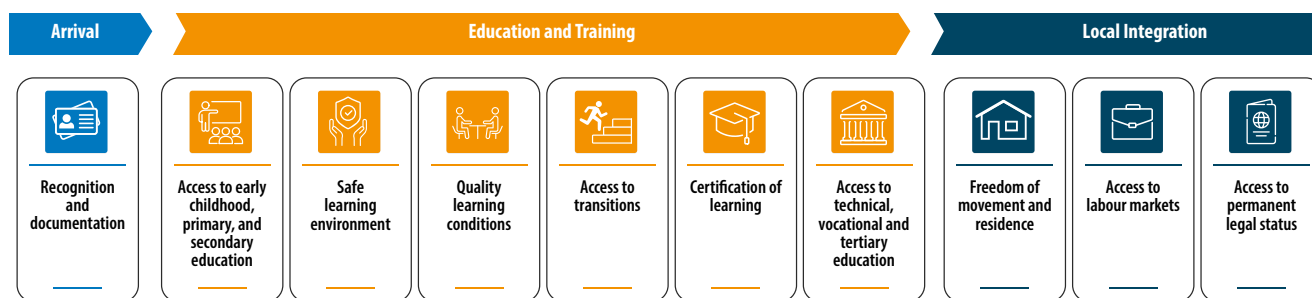 Arrival
Education and Training
Local Integration
Recognition
and
documentation
Access to early
childhood,
primary, and
secondary
education
Safe
learning
environment
Quality
learning
conditions
Access to
transitions
Certification of
learning
Access to
technical,
vocational and
tertiary
education
Freedom of
movement and
residence
Access to
labour markets
Access to
permanent
legal status